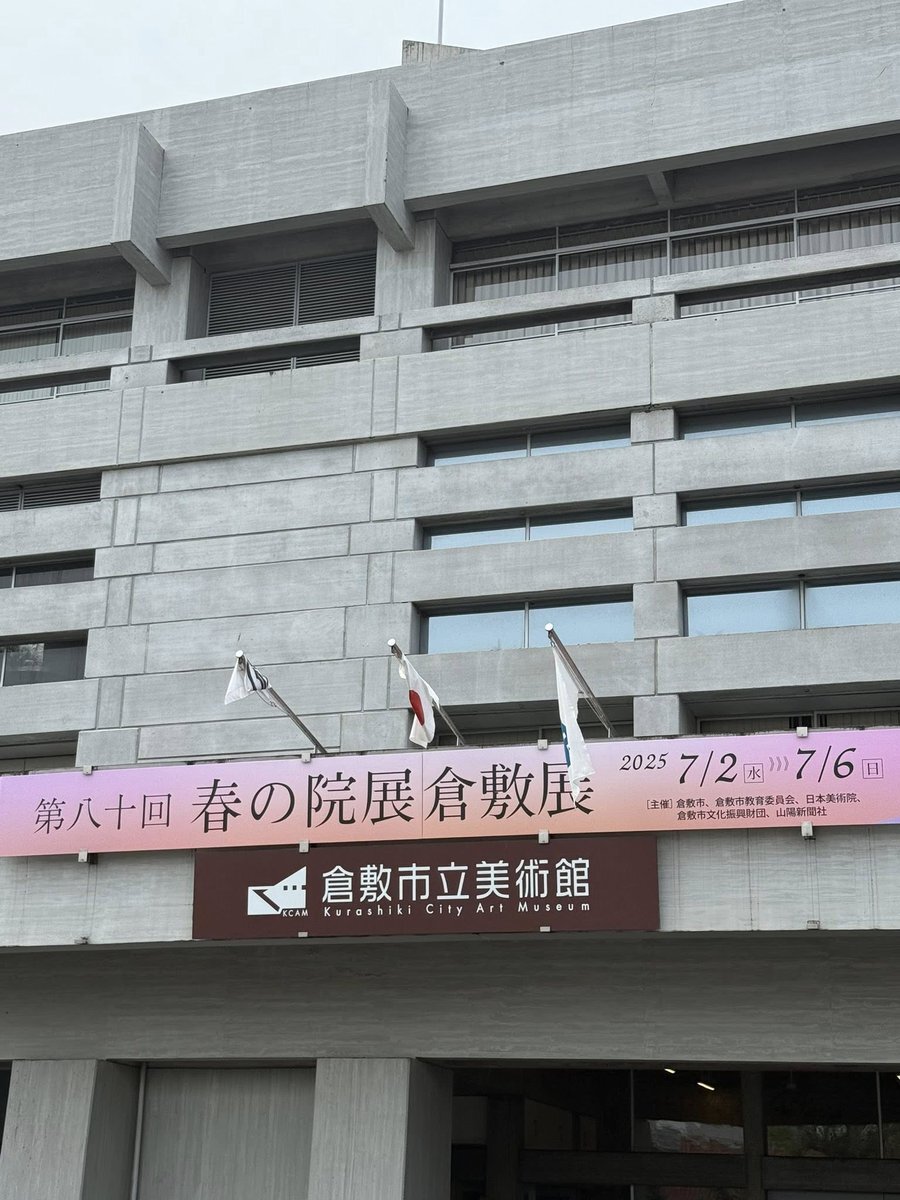 第八十回 春の院展 倉敷展
2025 7/2 水 ⟩⟩⟩ 7/6 日
［主催］倉敷市、倉敷市教育委員会、日本美術院、
倉敷市文化振興財団、山陽新聞社
倉敷市立美術館
KCAM Kurashiki City Art Museum